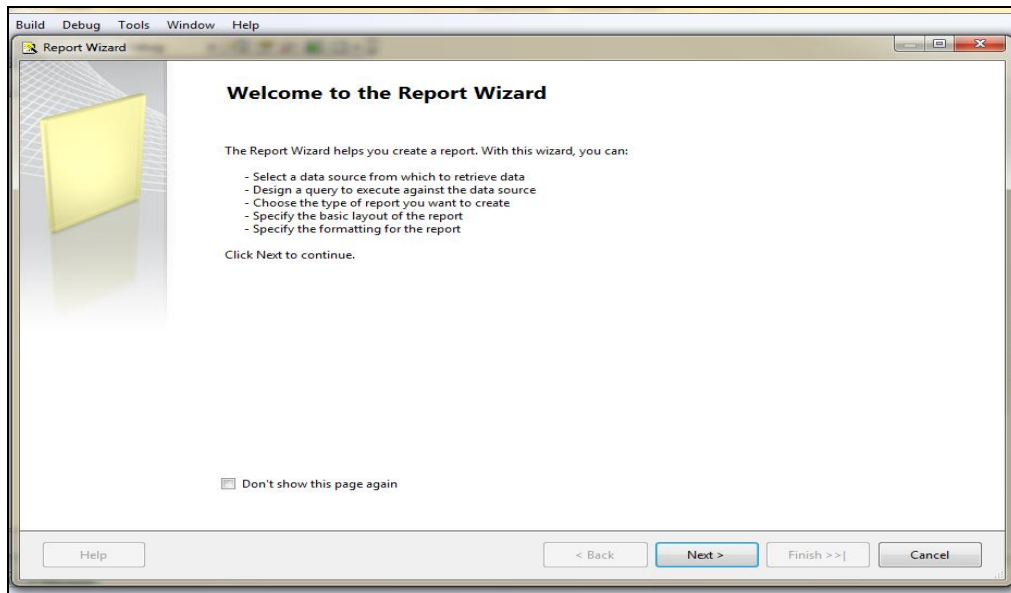 Build Debug Tools Window Help
Report Wizard
Welcome to the Report Wizard
The Report Wizard helps you create a report. With this wizard, you can:
- Select a data source from which to retrieve data
- Design a query to execute against the data source
- Choose the type of report you want to create
- Specify the basic layout of the report
- Specify the formatting for the report
Click Next to continue.
Don't show this page again
Help < Back Next > Finish >>| Cancel